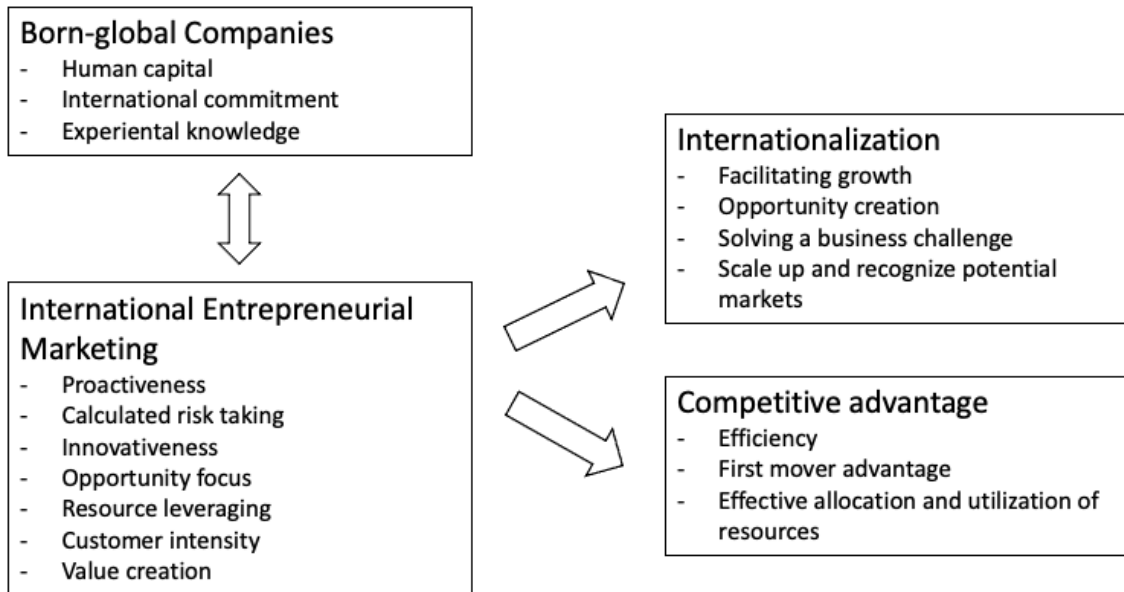 Born-global Companies
- Human capital
- International commitment
- Experiental knowledge
International Entrepreneurial
Marketing
- Proactiveness
- Calculated risk taking
- Innovativeness
- Opportunity focus
- Resource leveraging
- Customer intensity
- Value creation
Internationalization
- Facilitating growth
- Opportunity creation
- Solving a business challenge
- Scale up and recognize potential
markets
Competitive advantage
- Efficiency
- First mover advantage
- Effective allocation and utilization of
resources